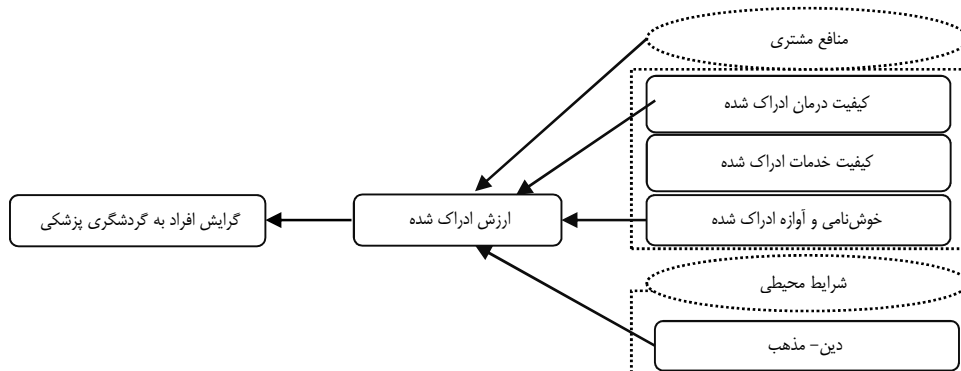 منافع مشتری
کیفیت درمان ادراک شده
کیفیت خدمات ادراک شده
خوش‌نامی و آوازه ادراک شده
ارزش ادراک شده
گرایش افراد به گردشگری پزشکی
شرایط محیطی
دین- مذهب